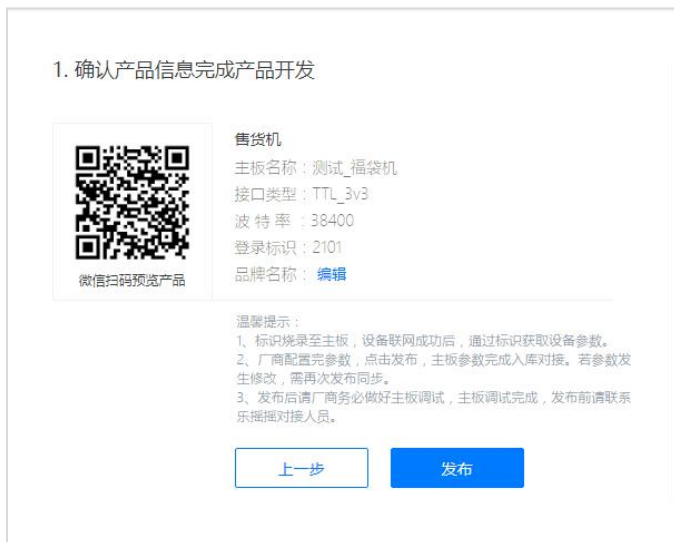 1. 确认产品信息完成产品开发
售货机
主板名称：测试_福袋机
接口类型：TTL_3v3
波 特 率 ：38400
登录标识：2101
品牌名称： 编辑
微信扫码预览产品
温馨提示：
1、标识烧录至主板，设备联网成功后，通过标识获取设备参数。
2、厂商配置完参数，点击发布，主板参数完成入库对接。若参数发
生修改，需再次发布同步。
3、发布后请厂商务必做好主板调试，主板调试完成，发布前请联系
乐摇摇对接人员。
上一步
发布